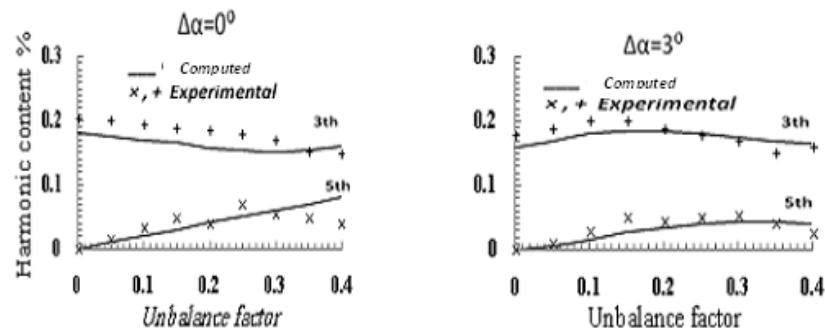 Δα=0⁰
0.3
Computed
×, + Experimental
0.2
3th
0.1
5th
0
0 0.1 0.2 0.3 0.4
Unbalance factor
Harmonic content %
Δα=3⁰
0.3
Computed
×, + Experimental
0.2
3th
0.1
5th
0
0 0.1 0.2 0.3 0.4
Unbalance factor